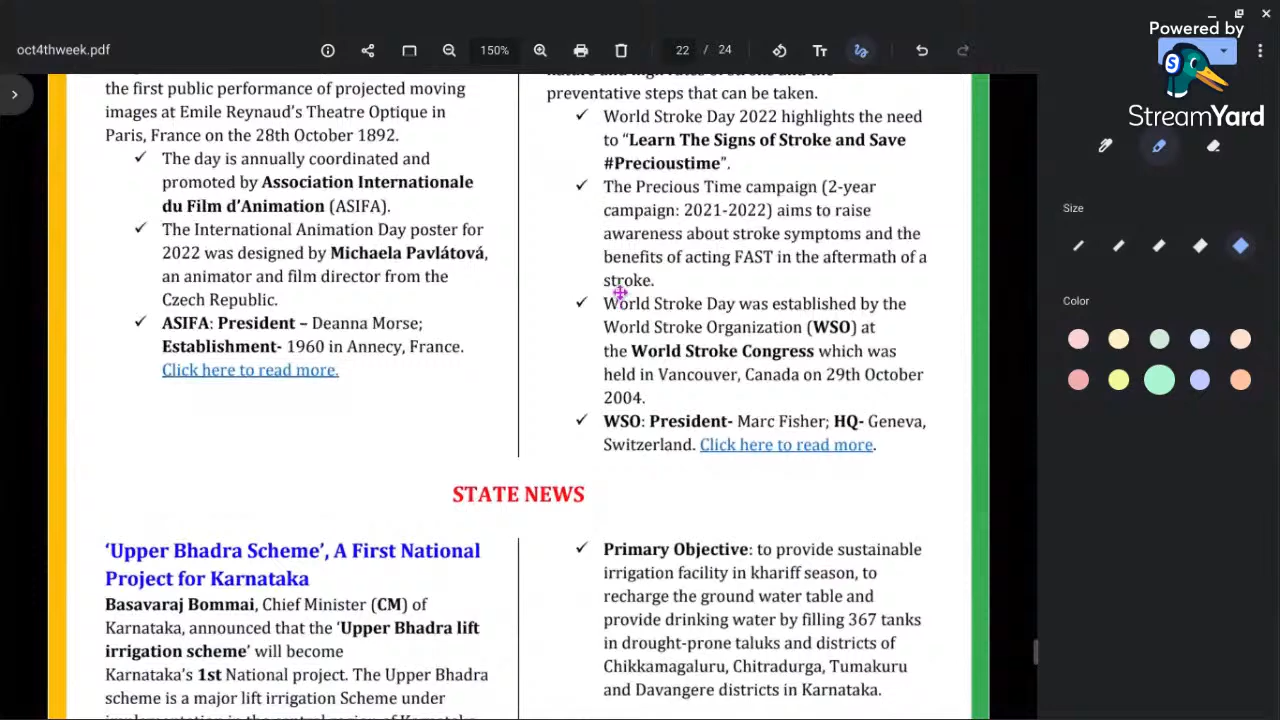 oct4thweek.pdf
150%
22 / 24
Powered by
S
StreamYard
the first public performance of projected moving
images at Emile Reynaud's Theatre Optique in
Paris, France on the 28th October 1892.
✓ The day is annually coordinated and
promoted by Association Internationale
du Film d'Animation (ASIFA).
✓ The International Animation Day poster for
2022 was designed by Michaela Pavlátová,
an animator and film director from the
Czech Republic.
✓ ASIFA: President – Deanna Morse;
Establishment- 1960 in Annecy, France.
Click here to read more.
preventative steps that can be taken.
✓ World Stroke Day 2022 highlights the need
to “Learn The Signs of Stroke and Save
#Precioustime”.
✓ The Precious Time campaign (2-year
campaign: 2021-2022) aims to raise
awareness about stroke symptoms and the
benefits of acting FAST in the aftermath of a
stroke.
✓ World Stroke Day was established by the
World Stroke Organization (WSO) at
the World Stroke Congress which was
held in Vancouver, Canada on 29th October
2004.
✓ WSO: President- Marc Fisher; HQ- Geneva,
Switzerland. Click here to read more.
STATE NEWS
‘Upper Bhadra Scheme’, A First National
Project for Karnataka
Basavaraj Bommai, Chief Minister (CM) of
Karnataka, announced that the ‘Upper Bhadra lift
irrigation scheme’ will become
Karnataka's 1st National project. The Upper Bhadra
scheme is a major lift irrigation Scheme under
✓ Primary Objective: to provide sustainable
irrigation facility in khariff season, to
recharge the ground water table and
provide drinking water by filling 367 tanks
in drought-prone taluks and districts of
Chikkamagaluru, Chitradurga, Tumakuru
and Davangere districts in Karnataka.
Size
Color